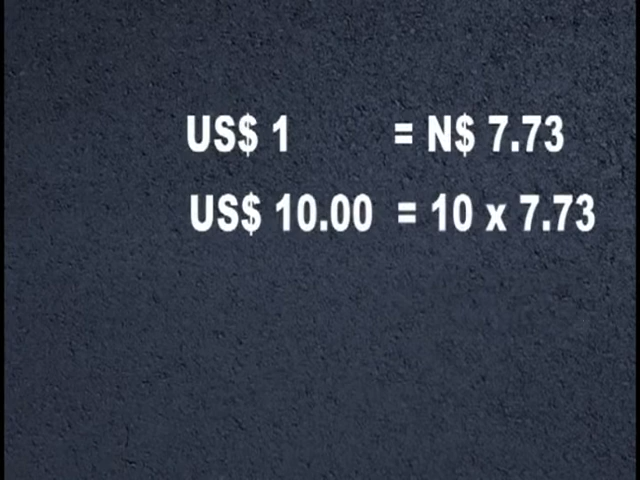 US$ 1 = N$ 7.73
US$ 10.00 = 10 x 7.73